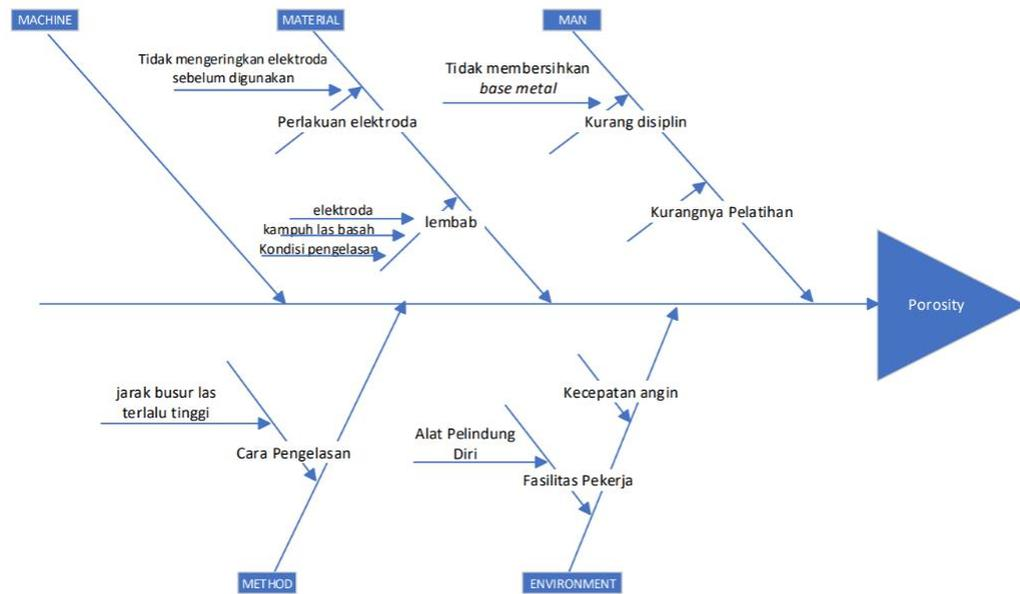 MACHINE
MATERIAL
MAN
Tidak mengeringkan elektroda
sebelum digunakan
Perlakuan elektroda
elektroda
kampuh las basah
Kondisi pengelasan
lembab
Tidak membersihkan
base metal
Kurang disiplin
Kurangnya Pelatihan
Porosity
jarak busur las
terlalu tinggi
Cara Pengelasan
Kecepatan angin
Alat Pelindung
Diri
Fasilitas Pekerja
METHOD
ENVIRONMENT